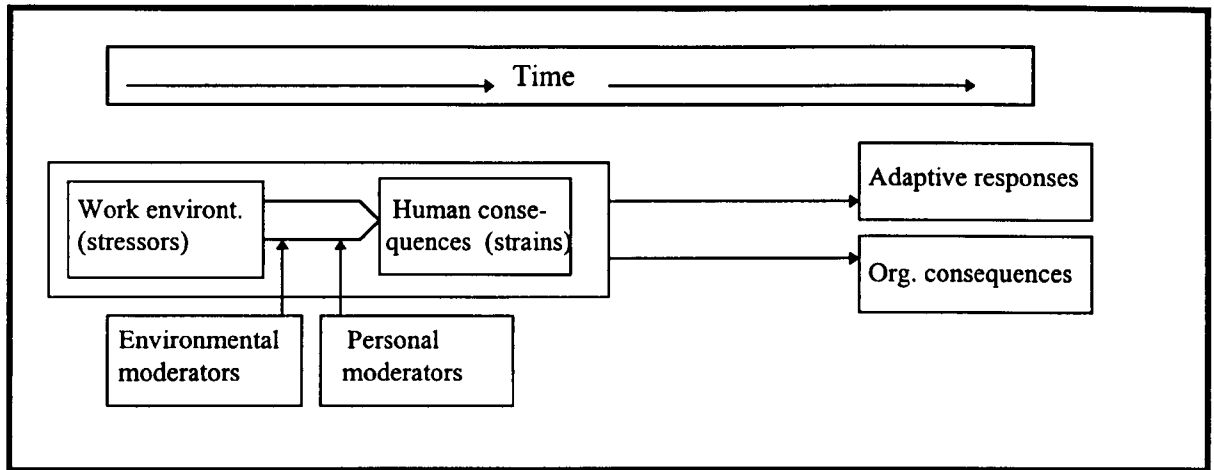 Time
Work environt.
(stressors)
Human conse-
quences (strains)
Adaptive responses
Org. consequences
Environmental
moderators
Personal
moderators